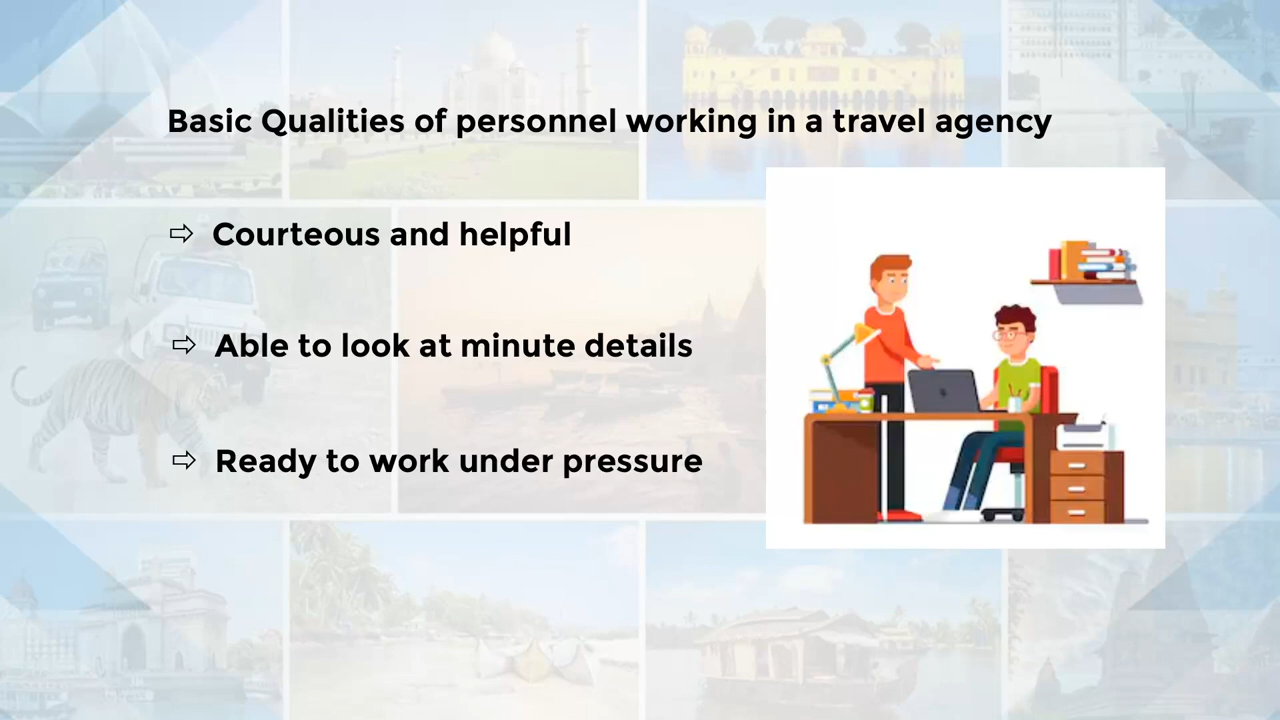 Basic Qualities of personnel working in a travel agency
⇨ Courteous and helpful
⇨ Able to look at minute details
⇨ Ready to work under pressure